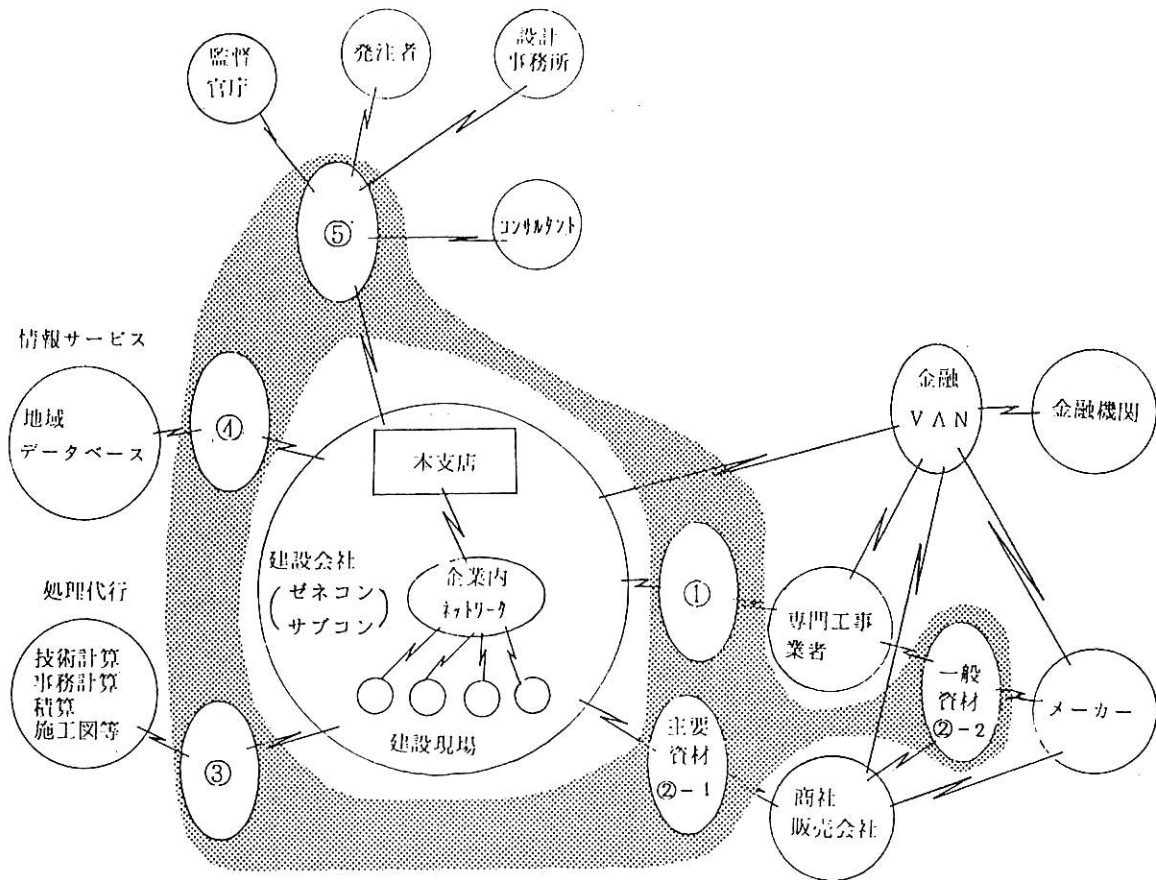 監督
官庁
発注者
設計
事務所
⑤
コンサルタント
情報サービス
地域
データベース
④
本支店
金融
VAN
金融機関
処理代行
技術計算
事務計算
積算
施工図等
③
建設会社
(ゼネコン
サブコン)
企業内
ネットワーク
建設現場
①
専門工事
業者
主要
資材
②-1
一般
資材
②-2
メーカー
商社
販売会社